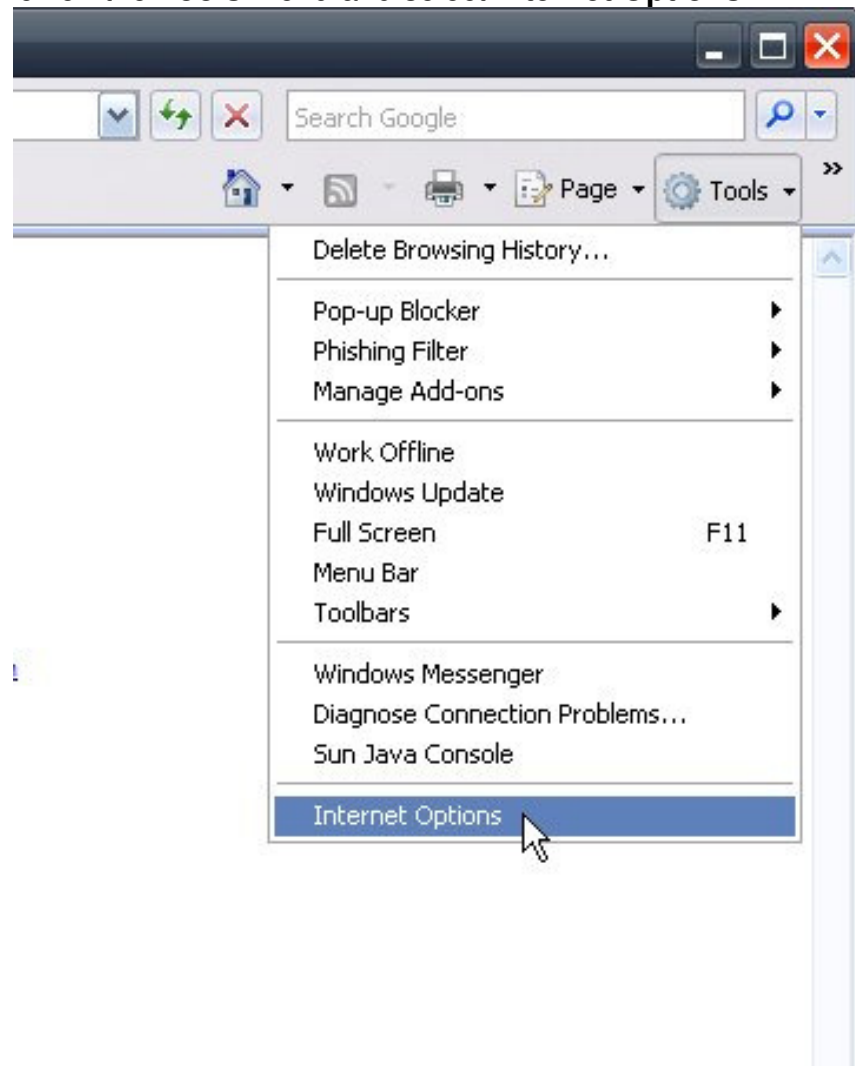 Search Google
Page Tools »
Delete Browsing History...
Pop-up Blocker
Phishing Filter
Manage Add-ons
Work Offline
Windows Update
Full Screen F11
Menu Bar
Toolbars
Windows Messenger
Diagnose Connection Problems...
Sun Java Console
Internet Options